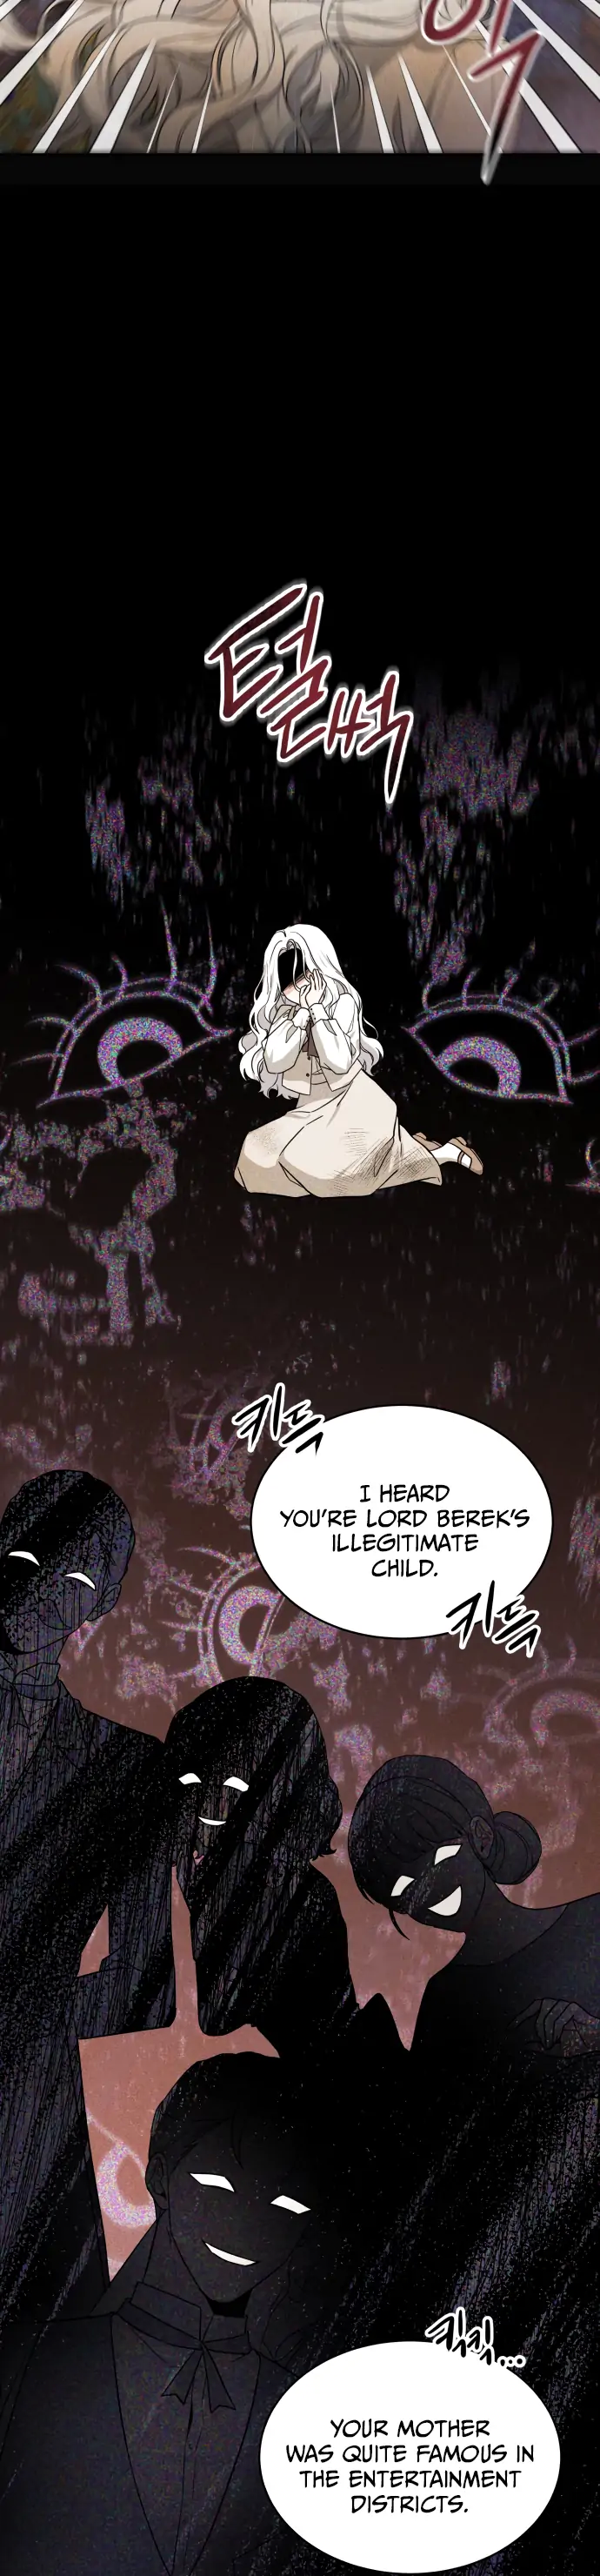 털썩
키득
I HEARD
YOU'RE LORD BEREK'S
ILLEGITIMATE
CHILD.
키득
킥킥...
YOUR MOTHER
WAS QUITE FAMOUS IN
THE ENTERTAINMENT
DISTRICTS.